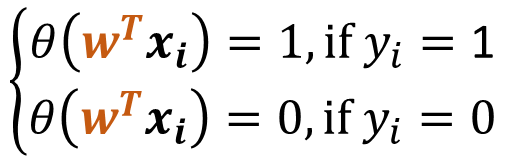 θ(wᵀxᵢ) = 1, if yᵢ = 1
θ(wᵀxᵢ) = 0, if yᵢ = 0